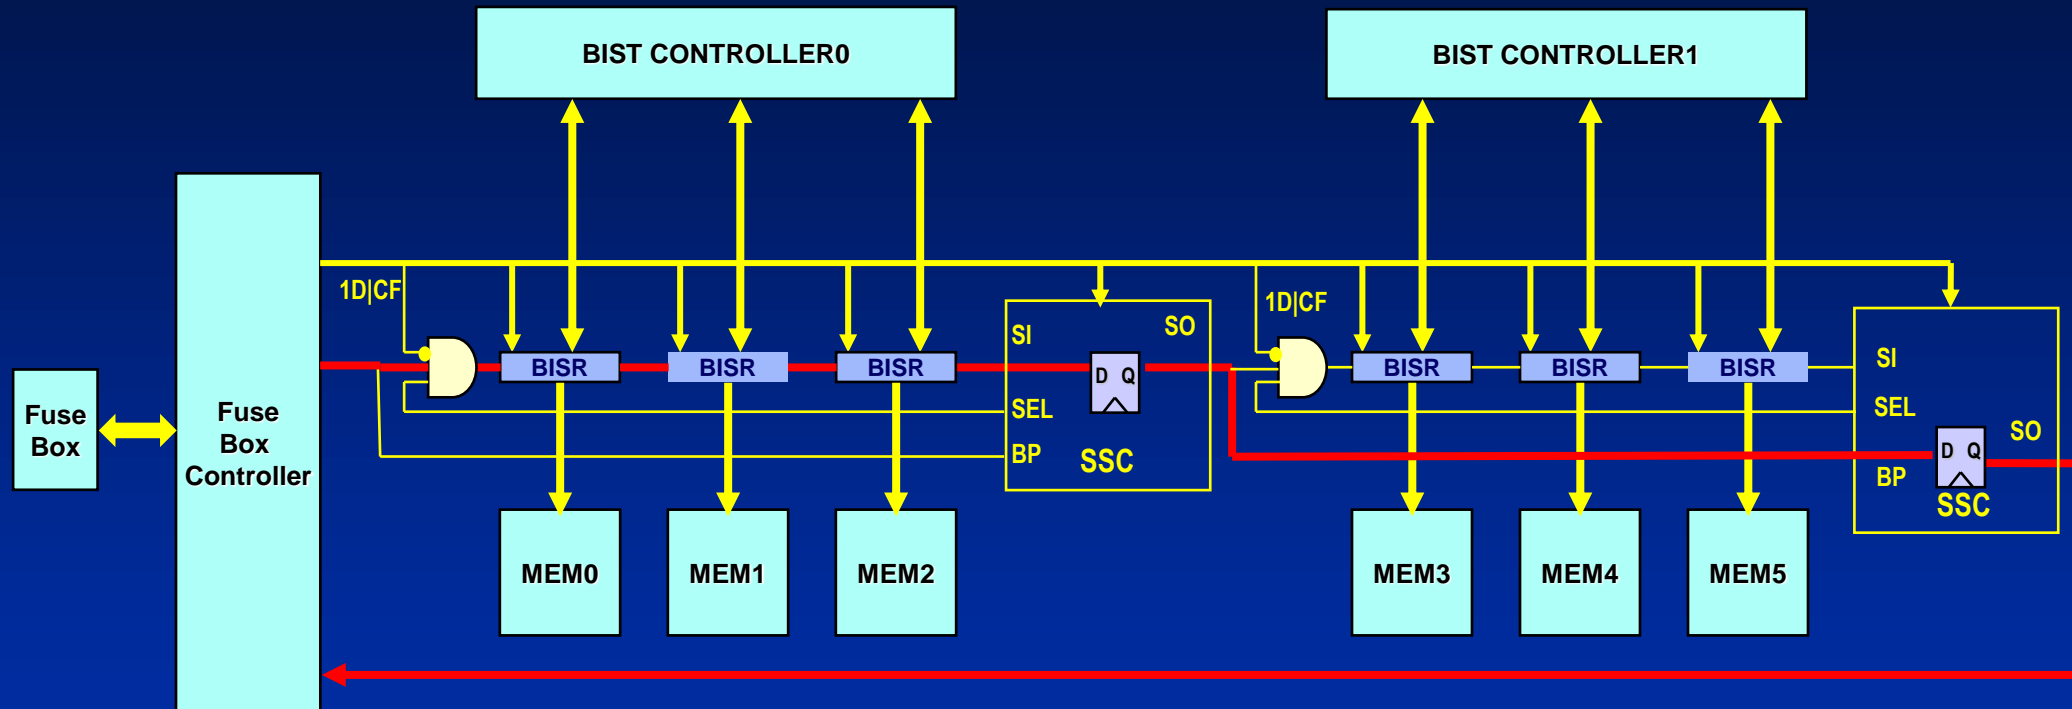 BIST CONTROLLER0
BIST CONTROLLER1
1D|CF
1D|CF
SI
SO
BISR
BISR
BISR
D Q
SEL
BP
SSC
BISR
BISR
BISR
SI
SEL
SO
D Q
BP
SSC
Fuse
Box
Fuse
Box
Controller
MEM0
MEM1
MEM2
MEM3
MEM4
MEM5